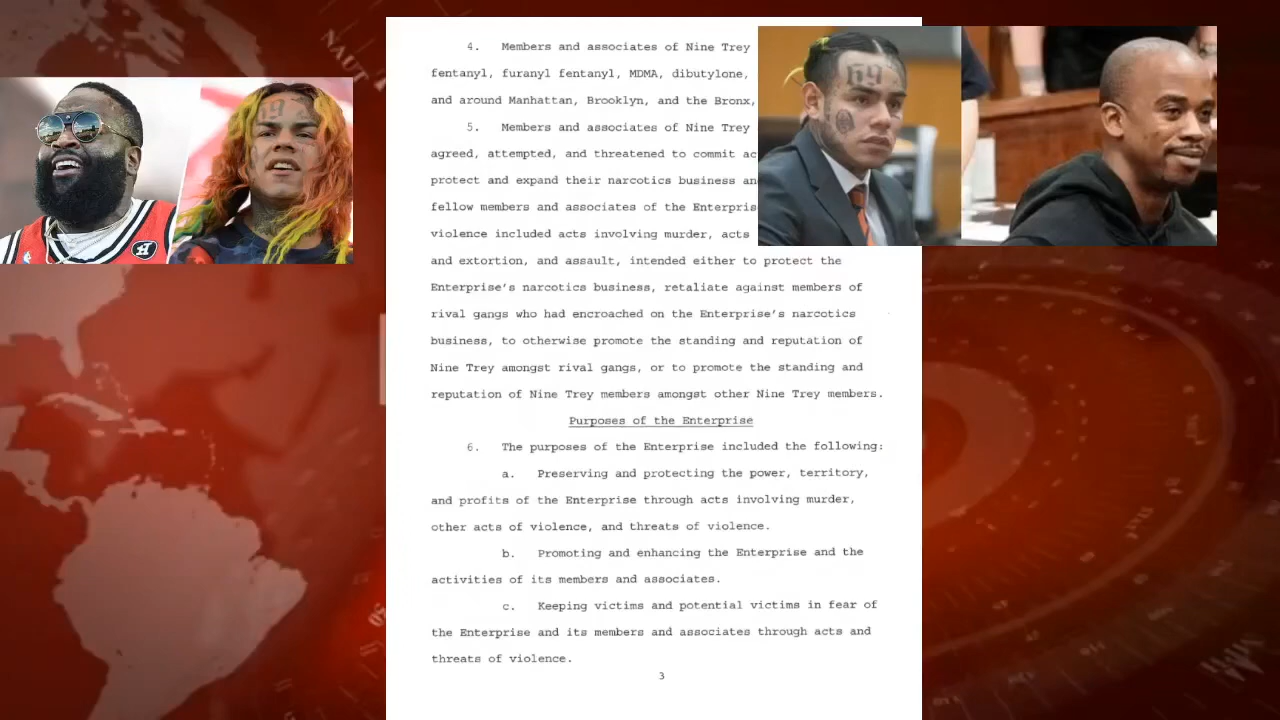 4. Members and associates of Nine Trey
fentanyl, furanyl fentanyl, MDMA, dibutylone,
and around Manhattan, Brooklyn, and the Bronx,
5. Members and associates of Nine Trey
agreed, attempted, and threatened to commit ac
protect and expand their narcotics business an
fellow members and associates of the Enterpris
violence included acts involving murder, acts
and extortion, and assault, intended either to protect the
Enterprise's narcotics business, retaliate against members of
rival gangs who had encroached on the Enterprise's narcotics
business, to otherwise promote the standing and reputation of
Nine Trey amongst rival gangs, or to promote the standing and
reputation of Nine Trey members amongst other Nine Trey members.
Purposes of the Enterprise
6. The purposes of the Enterprise included the following:
a. Preserving and protecting the power, territory,
and profits of the Enterprise through acts involving murder,
other acts of violence, and threats of violence.
b. Promoting and enhancing the Enterprise and the
activities of its members and associates.
c. Keeping victims and potential victims in fear of
the Enterprise and its members and associates through acts and
threats of violence.
3
NAUT
69